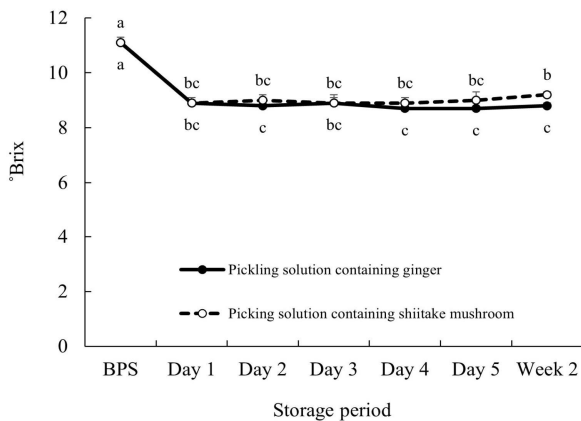 12
10
8
6
4
2
0
°Brix
a
a
bc bc bc bc bc b
bc c bc c c c
Pickling solution containing ginger
Picking solution containing shiitake mushroom
BPS Day 1 Day 2 Day 3 Day 4 Day 5 Week 2
Storage period